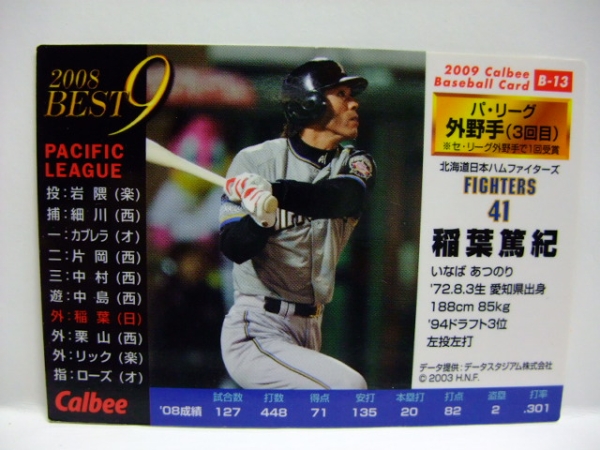 2008
BEST 9
PACIFIC
LEAGUE
投:岩隈(楽)
捕:細川(西)
一:カブレラ(オ)
二:片岡(西)
三:中村(西)
遊:中島(西)
外:稲葉(日)
外:栗山(西)
外:リック(楽)
指:ローズ(オ)
Calbee
2009 Calbee
Baseball Card
B-13
パ・リーグ
外野手(3回目)
※セ・リーグ外野手で1回受賞
北海道日本ハムファイターズ
FIGHTERS
41
稲葉篤紀
いなば あつのり
'72.8.3生 愛知県出身
188cm 85kg
'94ドラフト3位
左投左打
データ提供:データスタジアム株式会社
© 2003 H.N.F.
試合数 打数 得点 安打 本塁打 打点 盗塁 打率
'08成績 127 448 71 135 20 82 2 .301